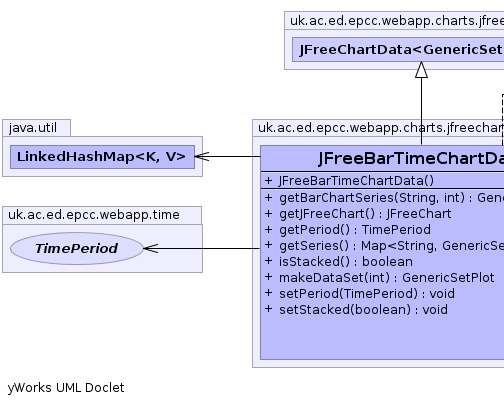 uk.ac.ed.epcc.webapp.charts.jfree
JFreeChartData<GenericSet
java.util
LinkedHashMap<K, V>
uk.ac.ed.epcc.webapp.charts.jfreechar
JFreeBarTimeChartDa
+ JFreeBarTimeChartData()
+ getBarChartSeries(String, int) : Gene
+ getJFreeChart() : JFreeChart
+ getPeriod() : TimePeriod
+ getSeries() : Map<String, GenericSe
+ isStacked() : boolean
+ makeDataSet(int) : GenericSetPlot
+ setPeriod(TimePeriod) : void
+ setStacked(boolean) : void
uk.ac.ed.epcc.webapp.time
TimePeriod
yWorks UML Doclet